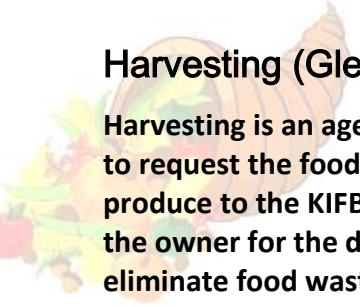 Harvesting (Gle
Harvesting is an age
to request the food
produce to the KIFB
the owner for the d
eliminate food wast